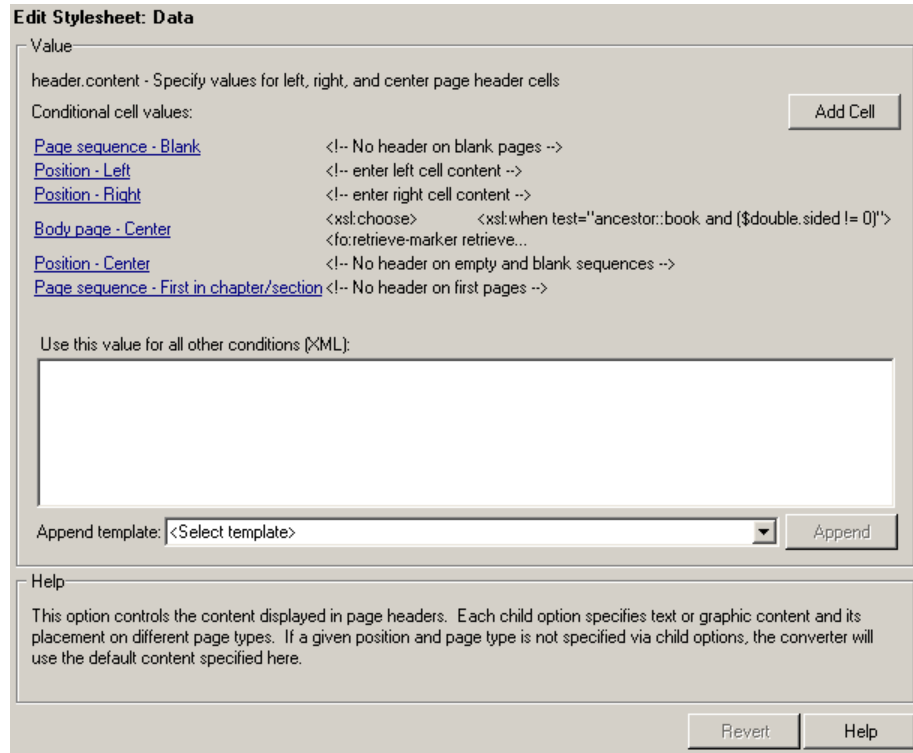 Edit Stylesheet: Data
Value
header.content - Specify values for left, right, and center page header cells
Conditional cell values:
Add Cell
Page sequence - Blank <!-- No header on blank pages -->
Position - Left <!-- enter left cell content -->
Position - Right <!-- enter right cell content -->
Body page - Center <xsl:choose> <xsl:when test="ancestor::book and ($double.sided != 0)">
<fo:retrieve-marker retrieve...
Position - Center <!-- No header on empty and blank sequences -->
Page sequence - First in chapter/section <!-- No header on first pages -->
Use this value for all other conditions (XML):
Append template: <Select template> Append
Help
This option controls the content displayed in page headers. Each child option specifies text or graphic content and its
placement on different page types. If a given position and page type is not specified via child options, the converter will
use the default content specified here.
Revert Help